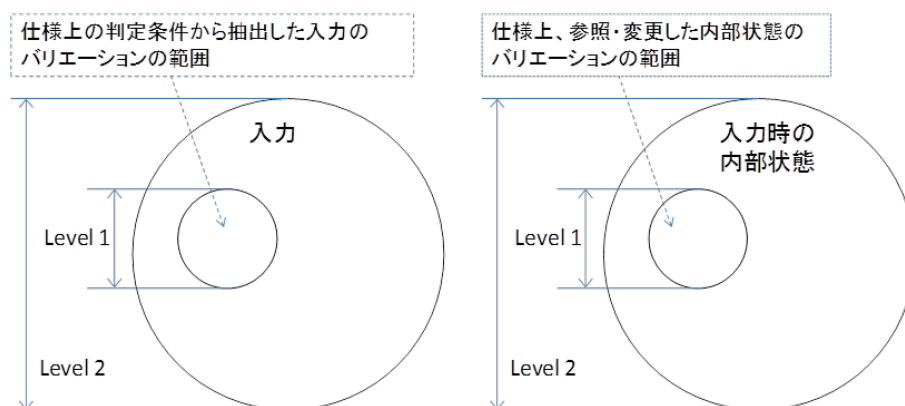 仕様上の判定条件から抽出した入力の
バリエーションの範囲
入力
Level 1
Level 2
仕様上、参照・変更した内部状態の
バリエーションの範囲
入力時の
内部状態
Level 1
Level 2